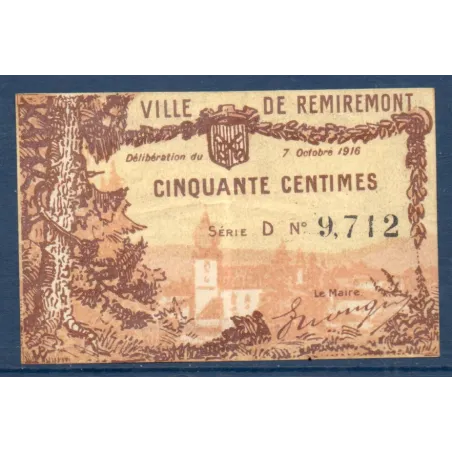 VILLE DE REMIREMONT
Délibération du 7 Octobre 1916
CINQUANTE CENTIMES
SÉRIE D N° 9,712
Le Maire